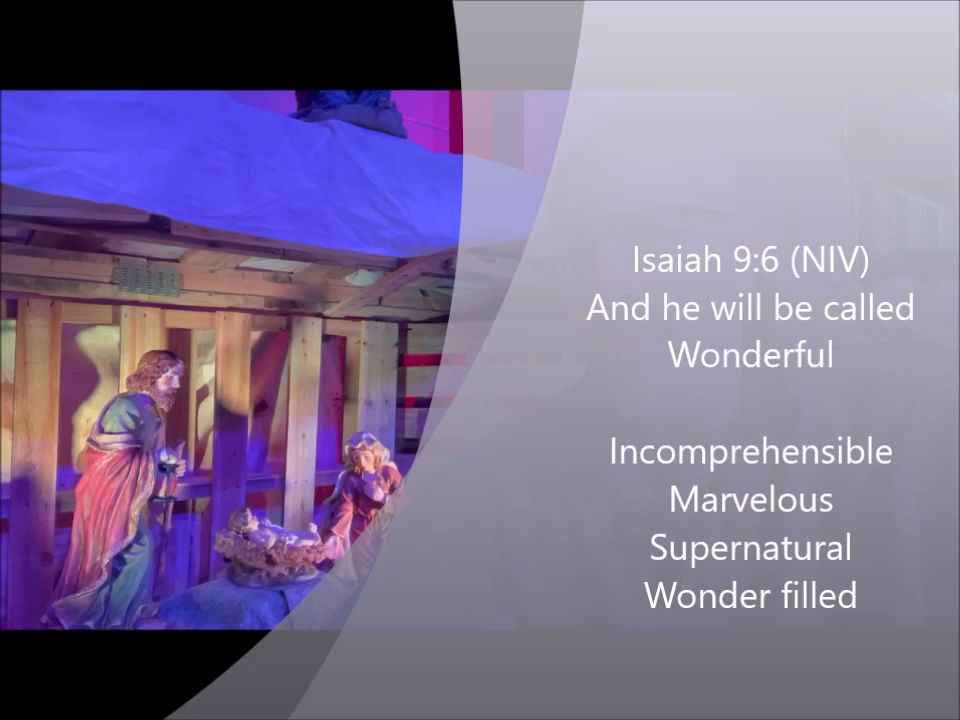 Isaiah 9:6 (NIV)
And he will be called
Wonderful
Incomprehensible
Marvelous
Supernatural
Wonder filled